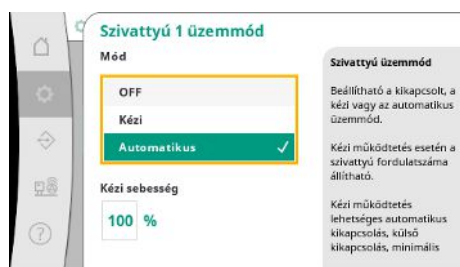 Szivattyú 1 üzemmód
Mód
OFF
Kézi
Automatikus
Kézi sebesség
100 %
Szivattyú üzemmód
Beállítható a kikapcsolt, a
kézi vagy az automatikus
üzemmód.
Kézi működtetés esetén a
szivattyú fordulatszáma
állítható.
Kézi működtetés
lehetséges automatikus
kikapcsolás, külső
kikapcsolás, minimális